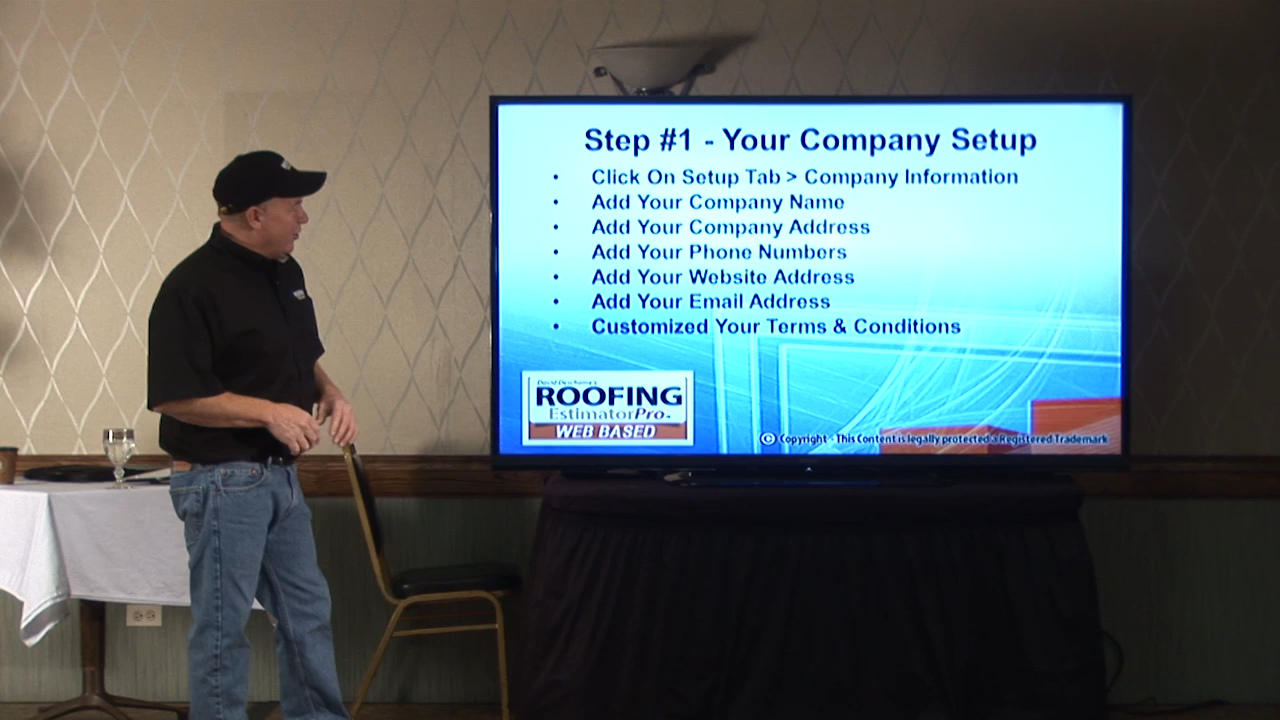 Step #1 - Your Company Setup
• Click On Setup Tab > Company Information
• Add Your Company Name
• Add Your Company Address
• Add Your Phone Numbers
• Add Your Website Address
• Add Your Email Address
• Customized Your Terms & Conditions
ROOFING
EstimatorPro
WEB BASED
© Copyright - This Content is legally protected a Registered Trademark